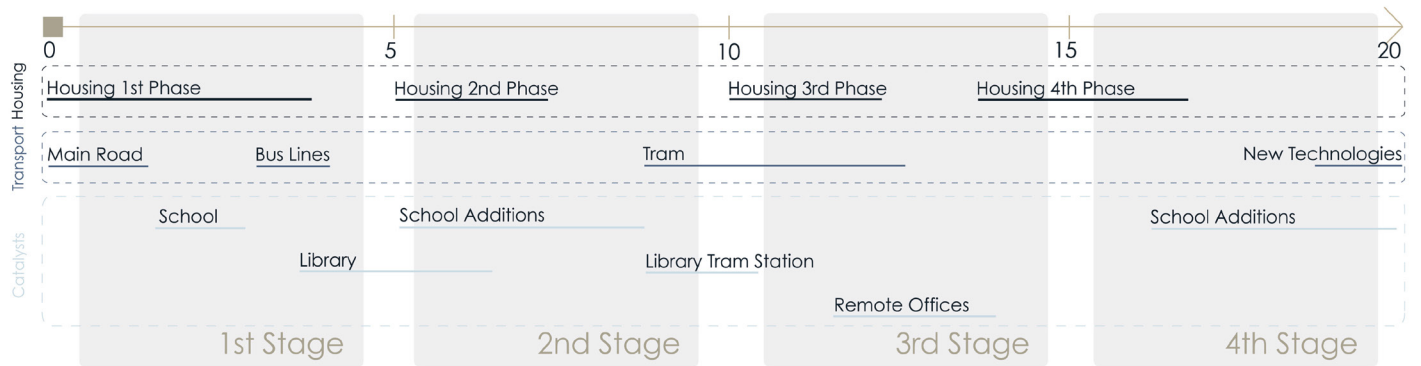 0 5 10 15 20
Housing
Housing 1st Phase Housing 2nd Phase Housing 3rd Phase Housing 4th Phase
Transport
Main Road Bus Lines Tram New Technologies
Catalysts
School School Additions School Additions
Library Library Tram Station
Remote Offices
1st Stage 2nd Stage 3rd Stage 4th Stage